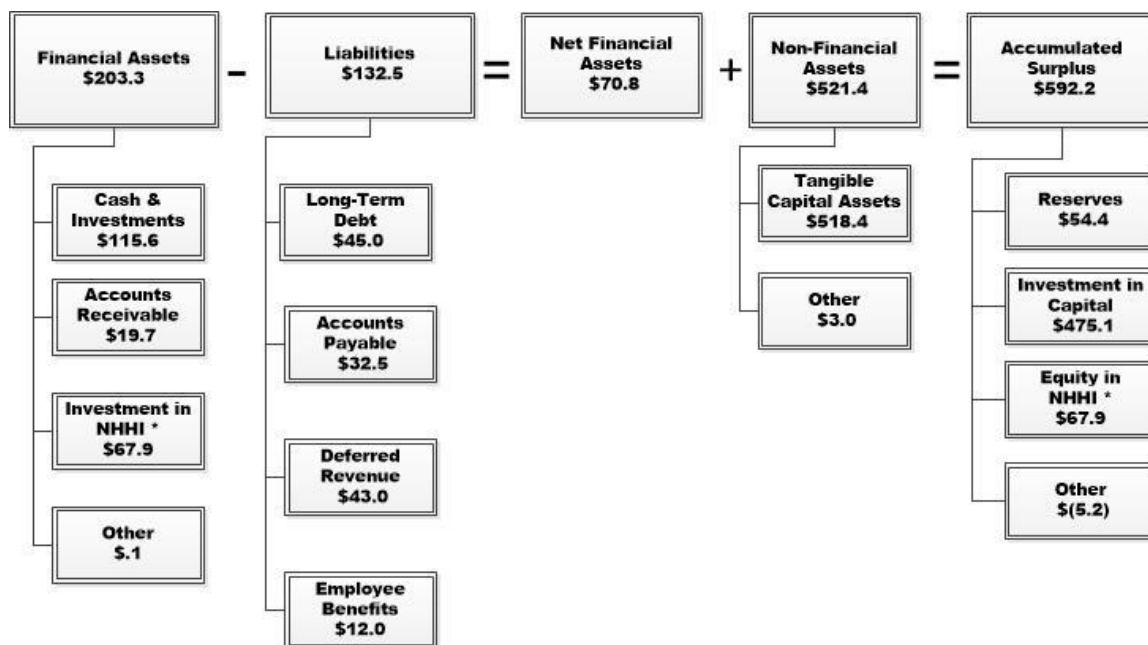 Financial Assets
$203.3
-
Liabilities
$132.5
=
Net Financial
Assets
$70.8
+
Non-Financial
Assets
$521.4
=
Accumulated
Surplus
$592.2
Cash &
Investments
$115.6
Accounts
Receivable
$19.7
Investment in
NHHI *
$67.9
Other
$.1
Long-Term
Debt
$45.0
Accounts
Payable
$32.5
Deferred
Revenue
$43.0
Employee
Benefits
$12.0
Tangible
Capital Assets
$518.4
Other
$3.0
Reserves
$54.4
Investment in
Capital
$475.1
Equity in
NHHI *
$67.9
Other
$(5.2)